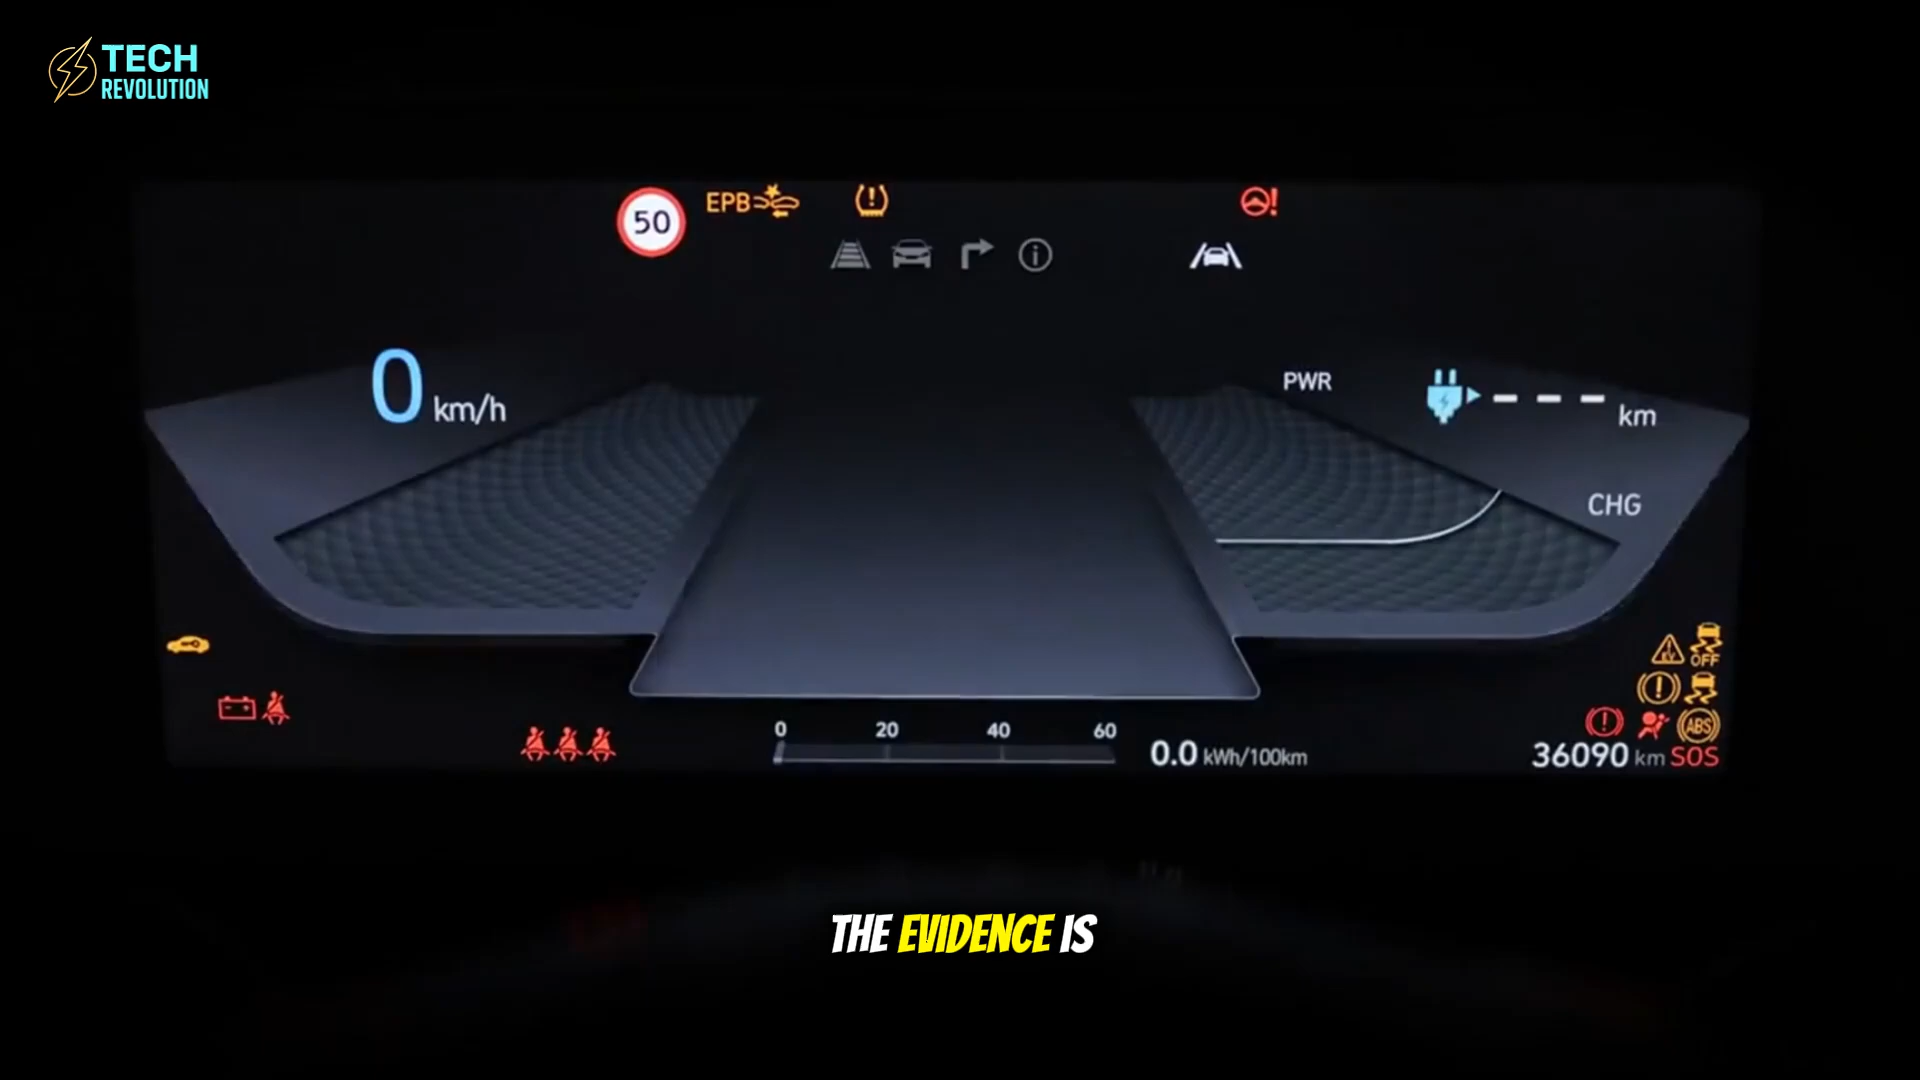 TECH
REVOLUTION
50
EPB
0 km/h
PWR
km
CHG
OFF
ABS
0 20 40 60
0.0 kWh/100km
36090 km SOS
THE EVIDENCE IS